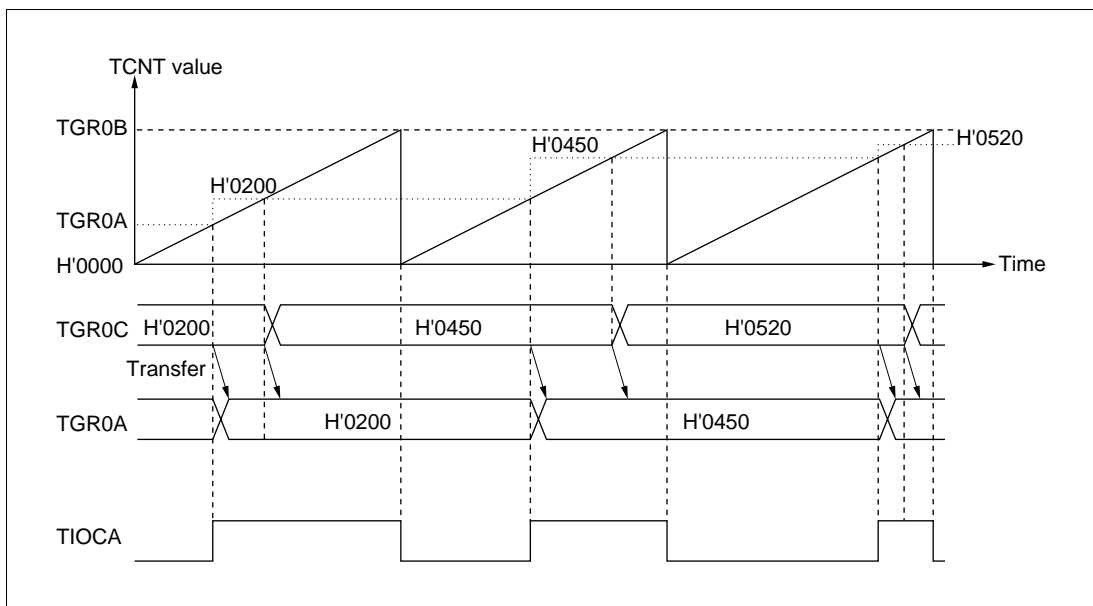 TCNT value
TGR0B
H'0520
H'0450
H'0200
TGR0A
H'0000
Time
TGR0C
H'0200
H'0450
H'0520
Transfer
TGR0A
H'0200
H'0450
TIOCA